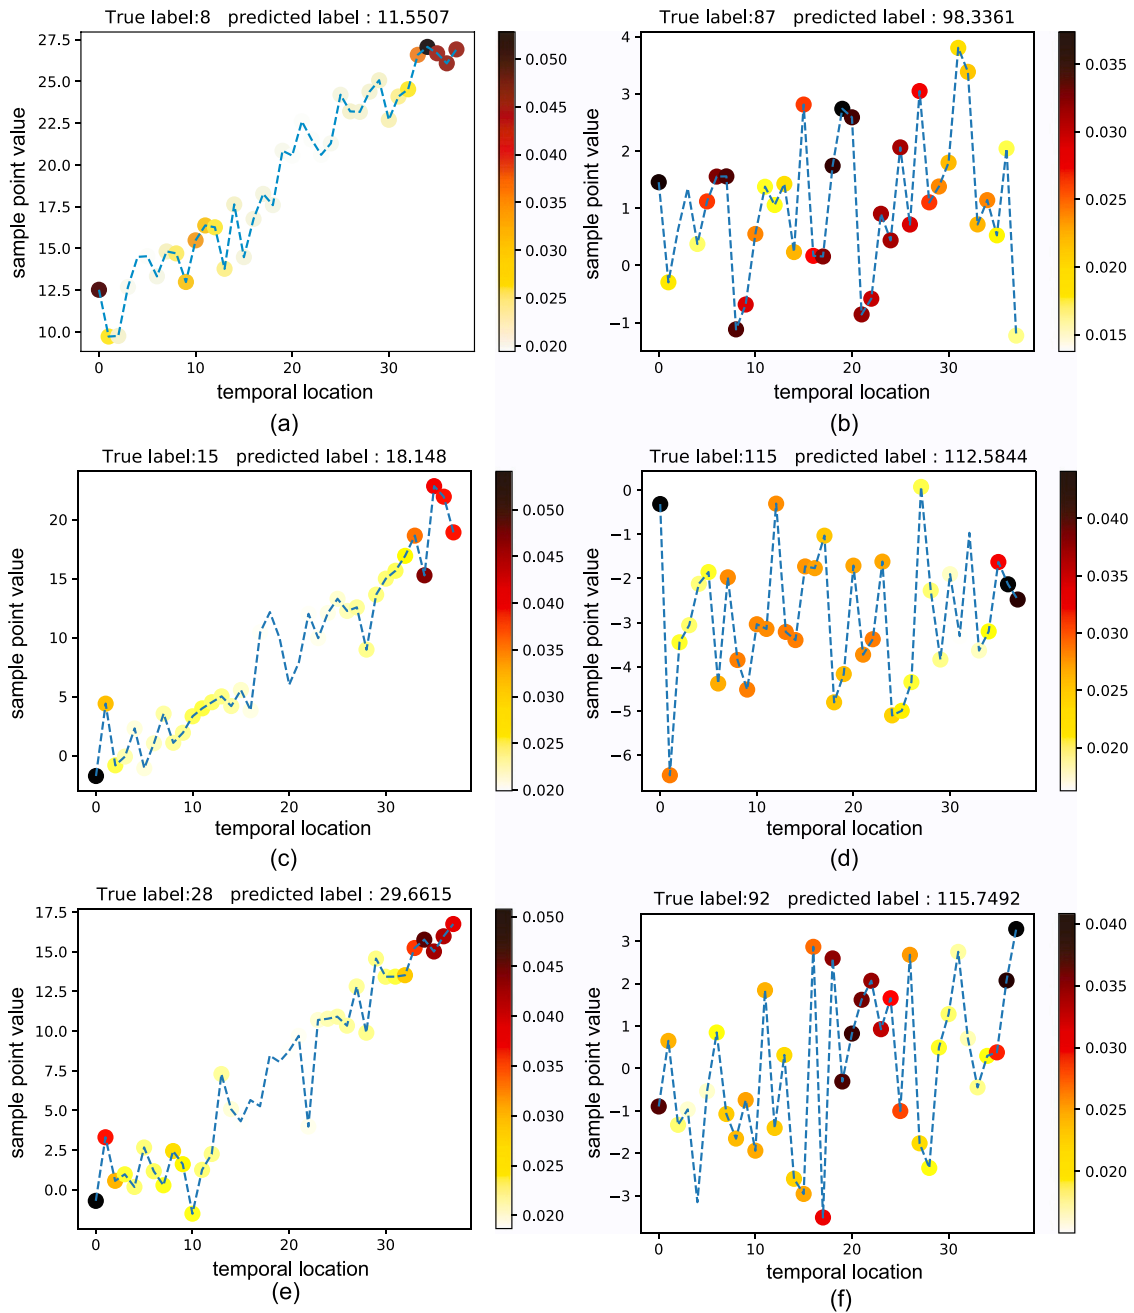 True label:8 predicted label : 11.5507
27.5
25.0
22.5
20.0
17.5
15.0
12.5
10.0
sample point value
0 10 20 30
temporal location
0.050
0.045
0.040
0.035
0.030
0.025
0.020
(a)
True label:87 predicted label : 98.3361
4
3
2
1
0
−1
sample point value
0 10 20 30
temporal location
0.035
0.030
0.025
0.020
0.015
(b)
True label:15 predicted label : 18.148
20
15
10
5
0
sample point value
0 10 20 30
temporal location
0.050
0.045
0.040
0.035
0.030
0.025
0.020
(c)
True label:115 predicted label : 112.5844
0
−1
−2
−3
−4
−5
−6
sample point value
0 10 20 30
temporal location
0.040
0.035
0.030
0.025
0.020
(d)
True label:28 predicted label : 29.6615
17.5
15.0
12.5
10.0
7.5
5.0
2.5
0.0
sample point value
0 10 20 30
temporal location
0.050
0.045
0.040
0.035
0.030
0.025
0.020
(e)
True label:92 predicted label : 115.7492
3
2
1
0
−1
−2
−3
sample point value
0 10 20 30
temporal location
0.040
0.035
0.030
0.025
0.020
(f)